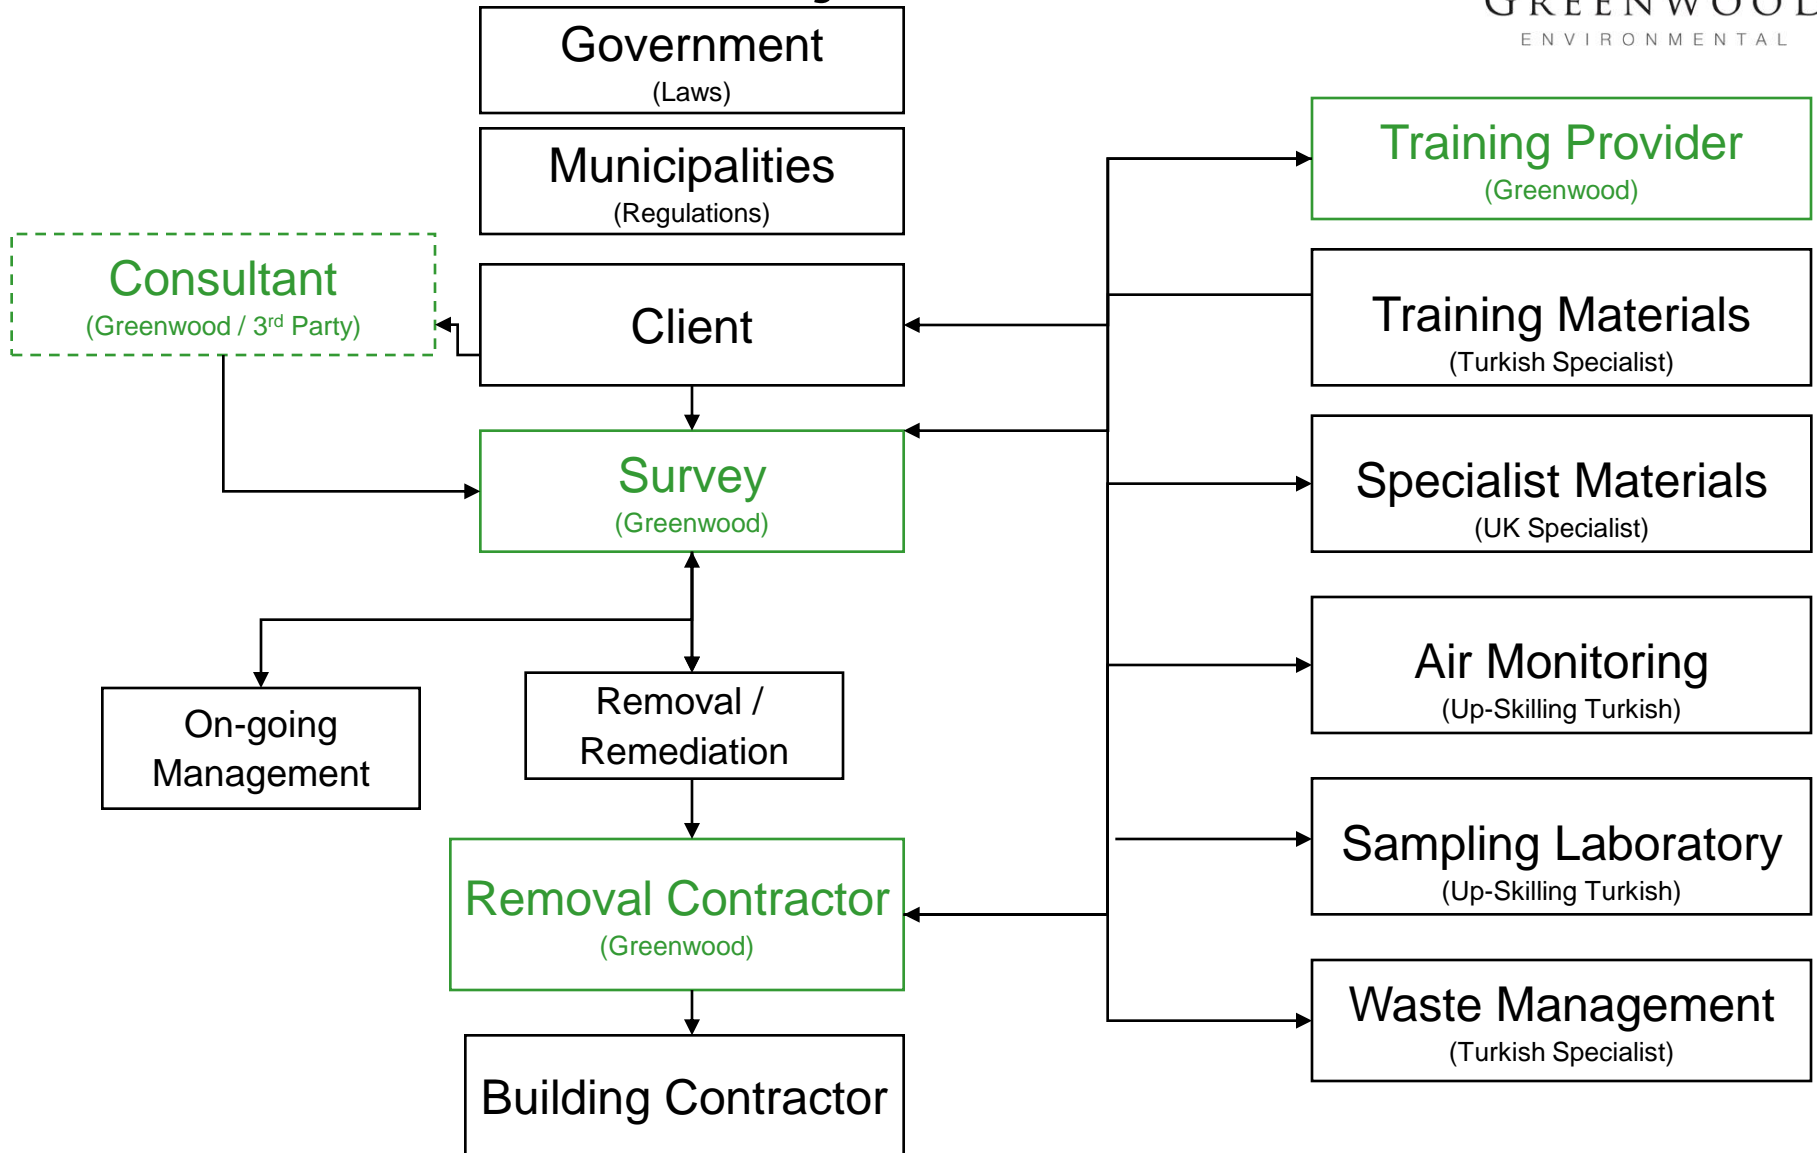 GREENWOOD
ENVIRONMENTAL
Government
(Laws)
Municipalities
(Regulations)
Consultant
(Greenwood / 3rd Party)
Client
Survey
(Greenwood)
On-going
Management
Removal /
Remediation
Removal Contractor
(Greenwood)
Building Contractor
Training Provider
(Greenwood)
Training Materials
(Turkish Specialist)
Specialist Materials
(UK Specialist)
Air Monitoring
(Up-Skilling Turkish)
Sampling Laboratory
(Up-Skilling Turkish)
Waste Management
(Turkish Specialist)